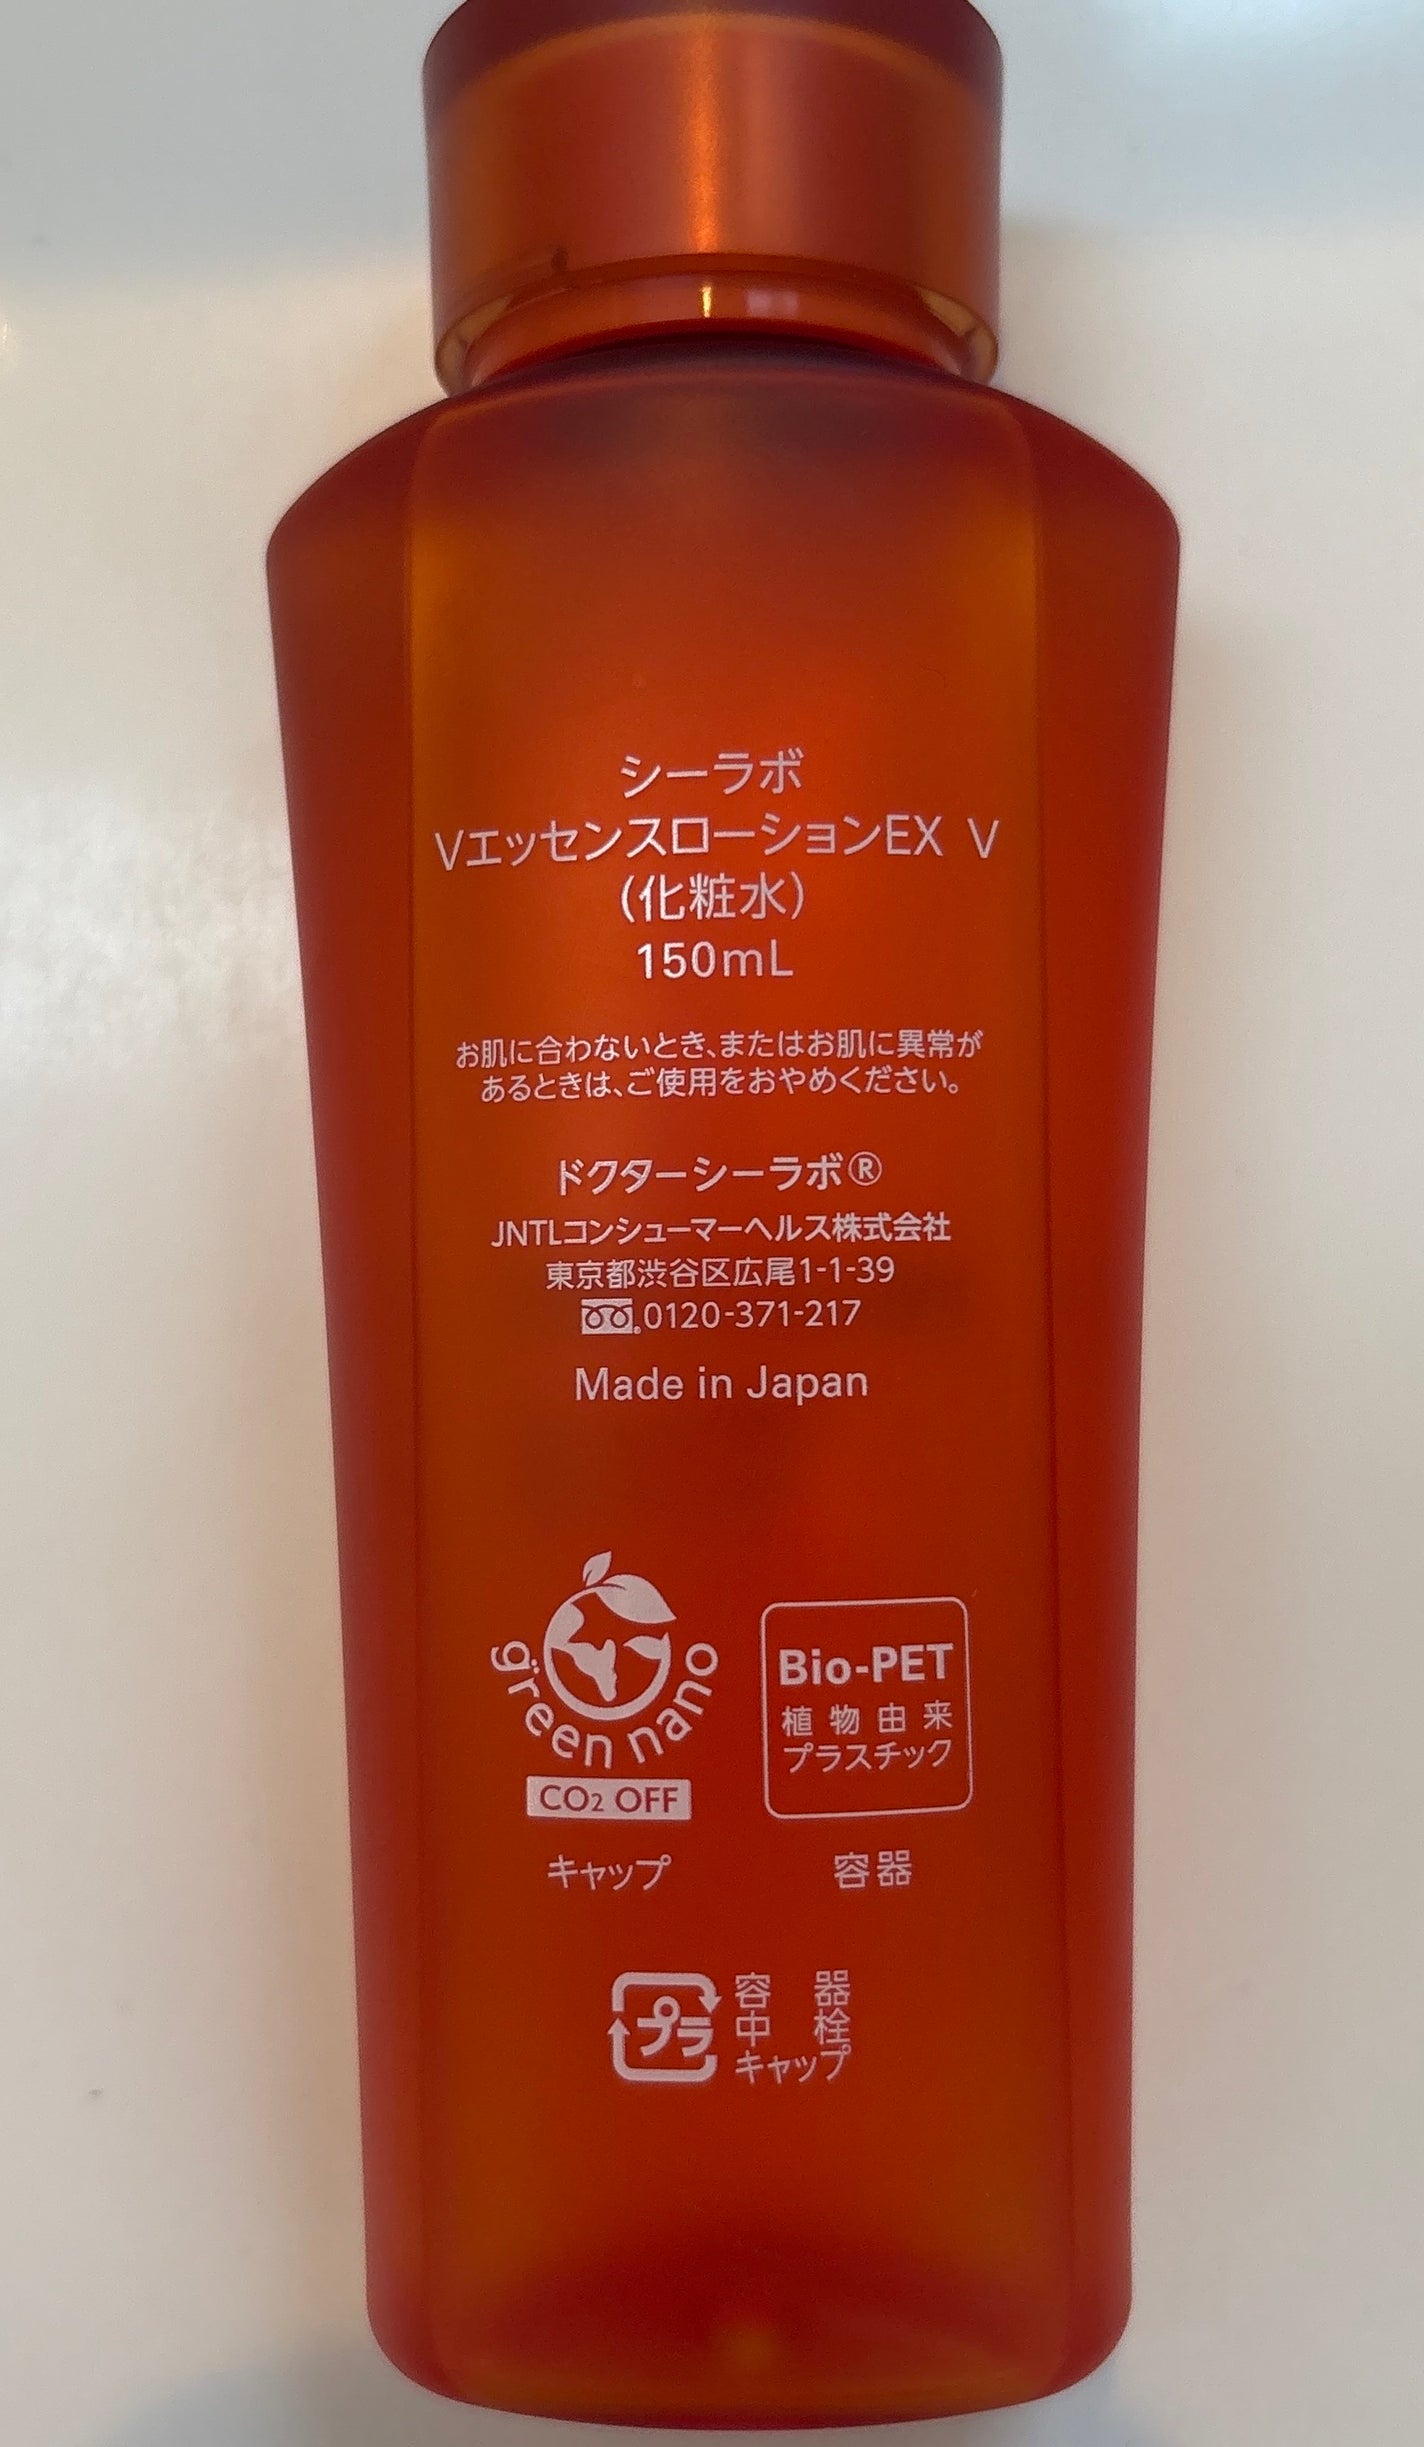 シーラボ
VエッセンスローションEX V
(化粧水)
150mL
お肌に合わないとき、またはお肌に異常が
あるときは、ご使用をおやめください。
ドクターシーラボ®
JNTLコンシューマーヘルス株式会社
東京都渋谷区広尾1-1-39
0120-371-217
Made in Japan
green nano
CO2 OFF
キャップ
Bio-PET
植物由来
プラスチック
容器
プラ
容器
中栓
キャップ